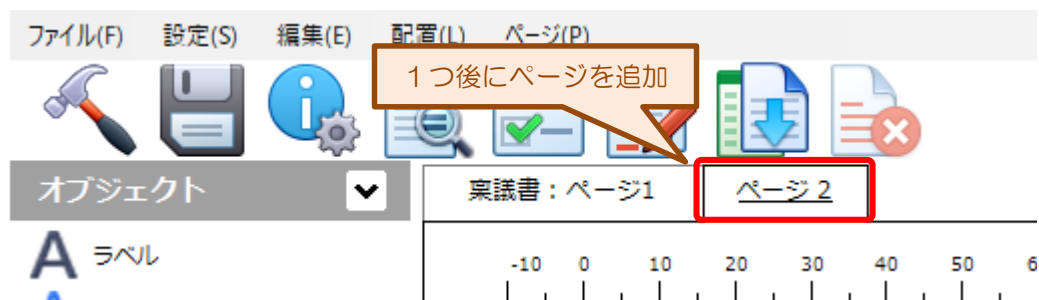 ファイル(F) 設定(S) 編集(E) 配置(L) ページ(P)
１つ後にページを追加
オブジェクト
稟議書：ページ1 ページ 2
A ラベル
-10 0 10 20 30 40 50